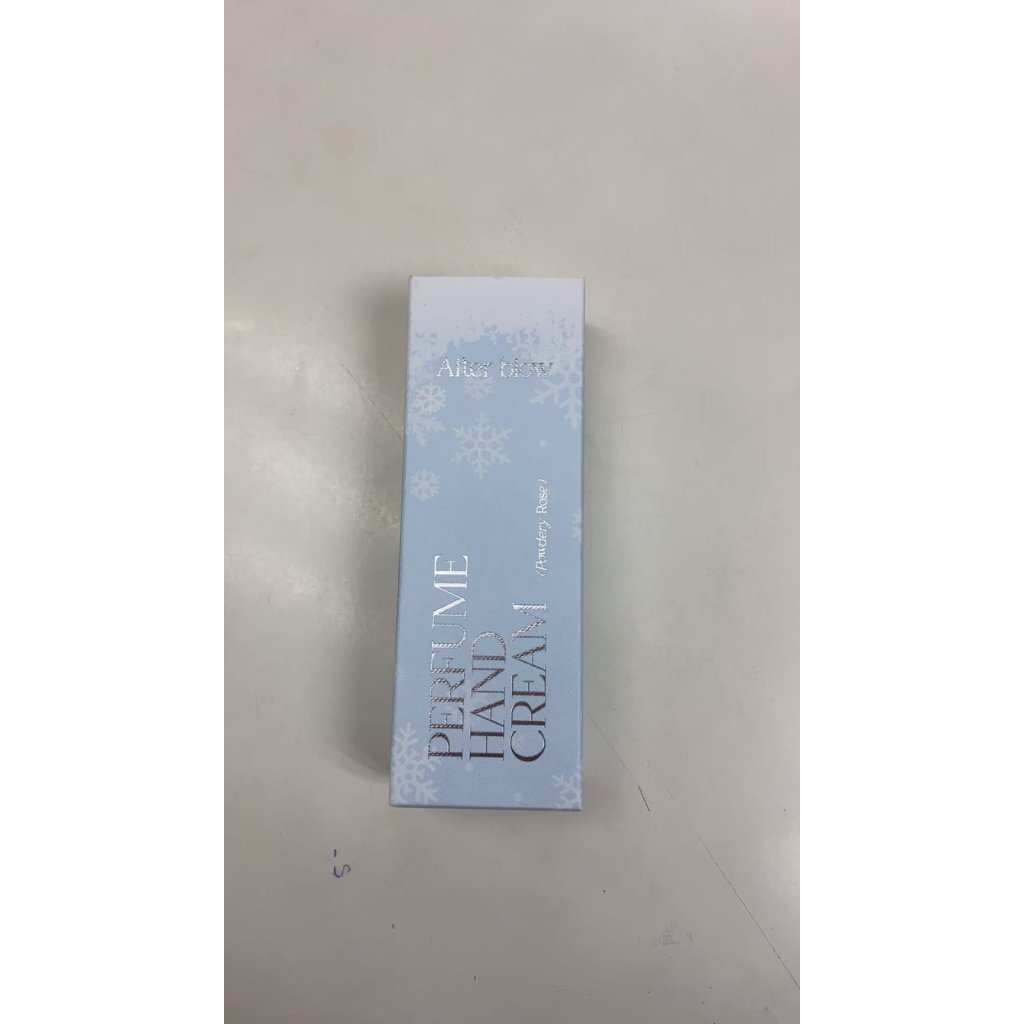 After blow
PERFUME
HAND
CREAM
(Powdery Rose)